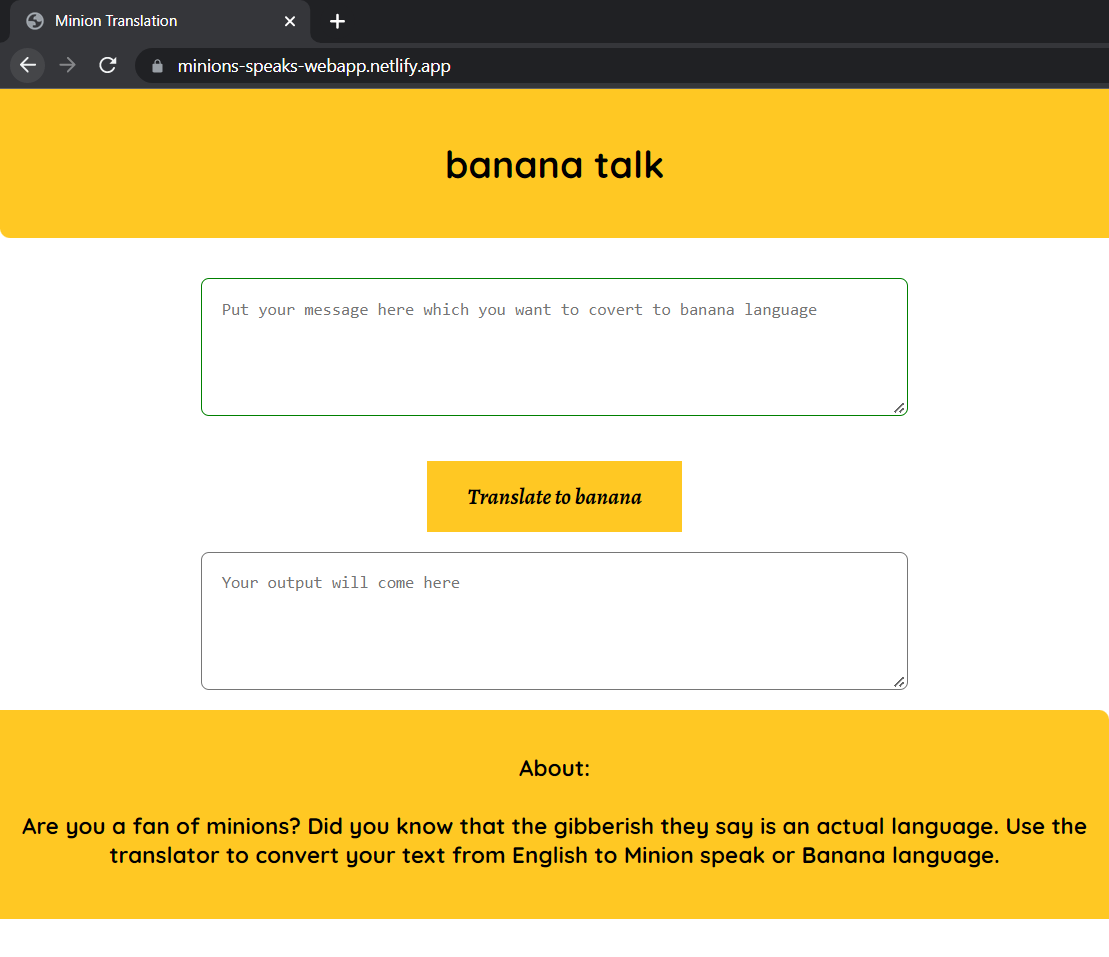 Minion Translation
minions-speaks-webapp.netlify.app
banana talk
Put your message here which you want to covert to banana language
Translate to banana
Your output will come here
About:
Are you a fan of minions? Did you know that the gibberish they say is an actual language. Use the
translator to convert your text from English to Minion speak or Banana language.